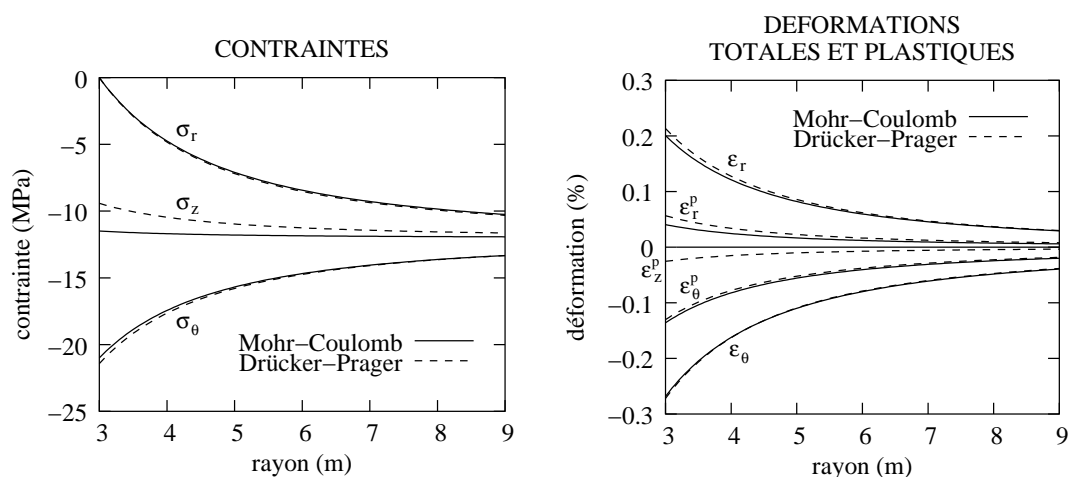 CONTRAINTES
0
−5
−10
−15
−20
−25
contrainte (MPa)
σr
σz
σθ
Mohr−Coulomb
Drücker−Prager
3 4 5 6 7 8 9
rayon (m)
DEFORMATIONS
TOTALES ET PLASTIQUES
0.3
0.2
0.1
0
−0.1
−0.2
−0.3
déformation (%)
Mohr−Coulomb
Drücker−Prager
εr
εrp
εzp
εθp
εθ
3 4 5 6 7 8 9
rayon (m)